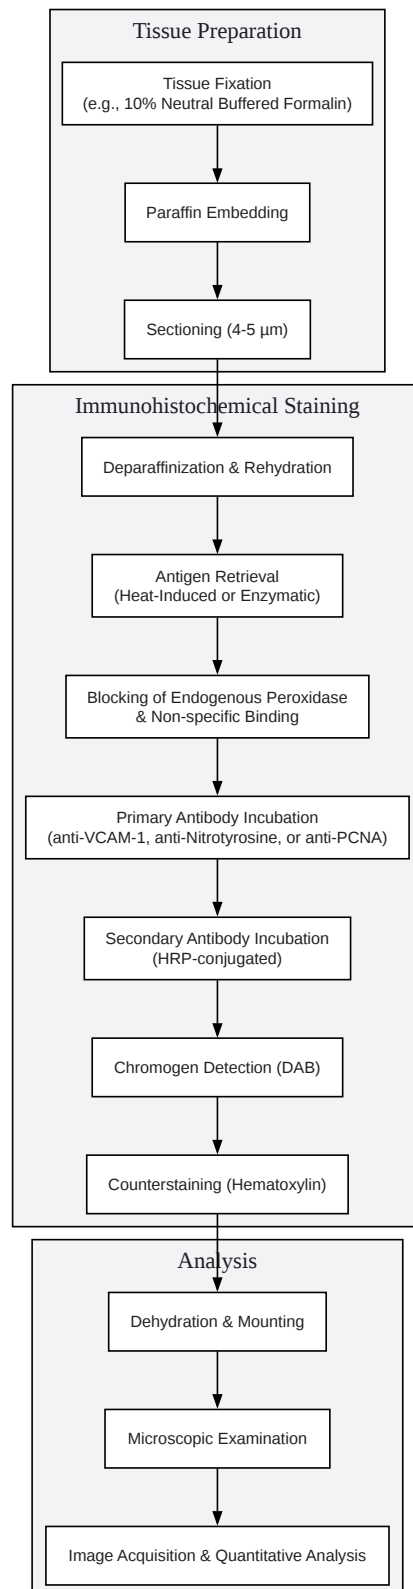 Tissue Preparation
Tissue Fixation
(e.g., 10% Neutral Buffered Formalin)
Paraffin Embedding
Sectioning (4-5 µm)
Immunohistochemical Staining
Deparaffinization & Rehydration
Antigen Retrieval
(Heat-Induced or Enzymatic)
Blocking of Endogenous Peroxidase
& Non-specific Binding
Primary Antibody Incubation
(anti-VCAM-1, anti-Nitrotyrosine, or anti-PCNA)
Secondary Antibody Incubation
(HRP-conjugated)
Chromogen Detection (DAB)
Counterstaining (Hematoxylin)
Analysis
Dehydration & Mounting
Microscopic Examination
Image Acquisition & Quantitative Analysis